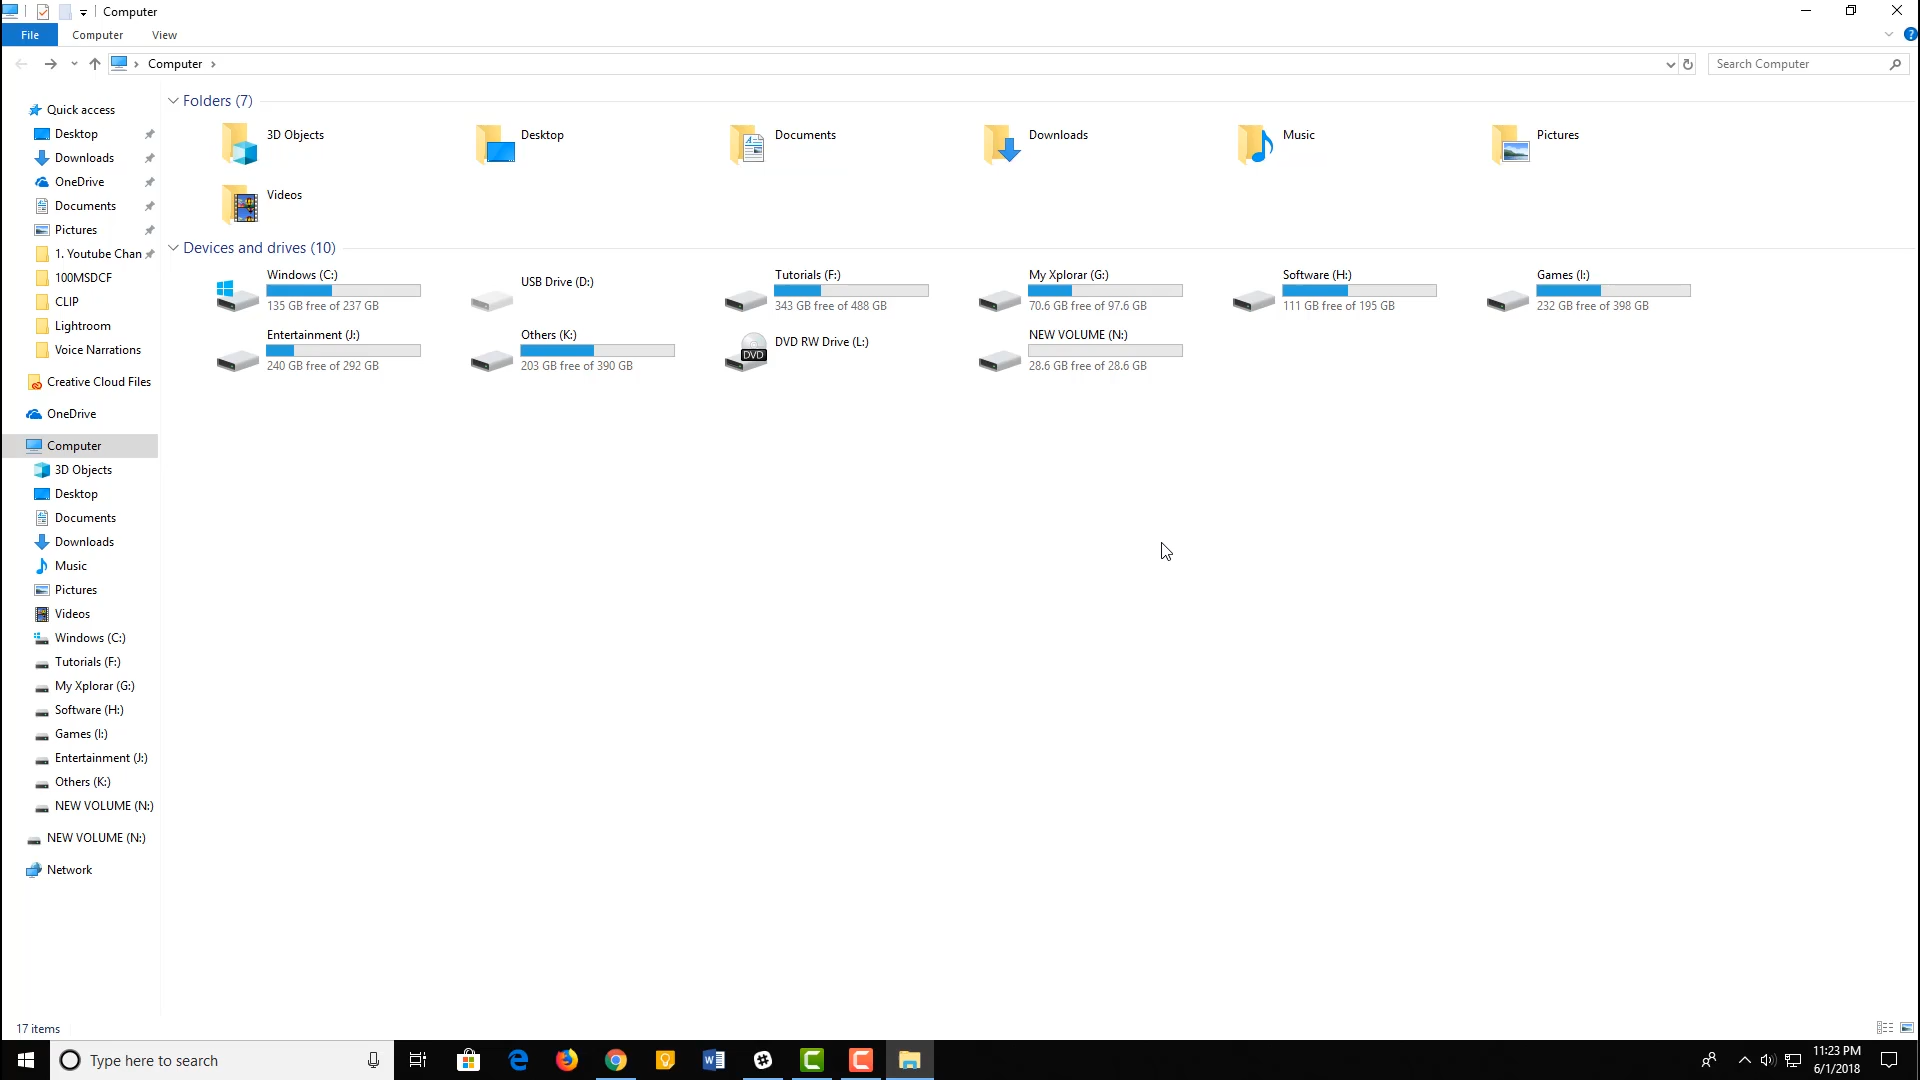 Computer
File Computer View
Computer
Search Computer
Quick access
Desktop
Downloads
OneDrive
Documents
Pictures
1. Youtube Chan
100MSDCF
CLIP
Lightroom
Voice Narrations
Creative Cloud Files
OneDrive
Computer
3D Objects
Desktop
Documents
Downloads
Music
Pictures
Videos
Windows (C:)
Tutorials (F:)
My Xplorar (G:)
Software (H:)
Games (I:)
Entertainment (J:)
Others (K:)
NEW VOLUME (N:)
NEW VOLUME (N:)
Network
Folders (7)
3D Objects
Desktop
Documents
Downloads
Music
Pictures
Videos
Devices and drives (10)
Windows (C:)
135 GB free of 237 GB
USB Drive (D:)
Tutorials (F:)
343 GB free of 488 GB
My Xplorar (G:)
70.6 GB free of 97.6 GB
Software (H:)
111 GB free of 195 GB
Games (I:)
232 GB free of 398 GB
Entertainment (J:)
240 GB free of 292 GB
Others (K:)
203 GB free of 390 GB
DVD
DVD RW Drive (L:)
NEW VOLUME (N:)
28.6 GB free of 28.6 GB
17 items
Type here to search
11:23 PM
6/1/2018